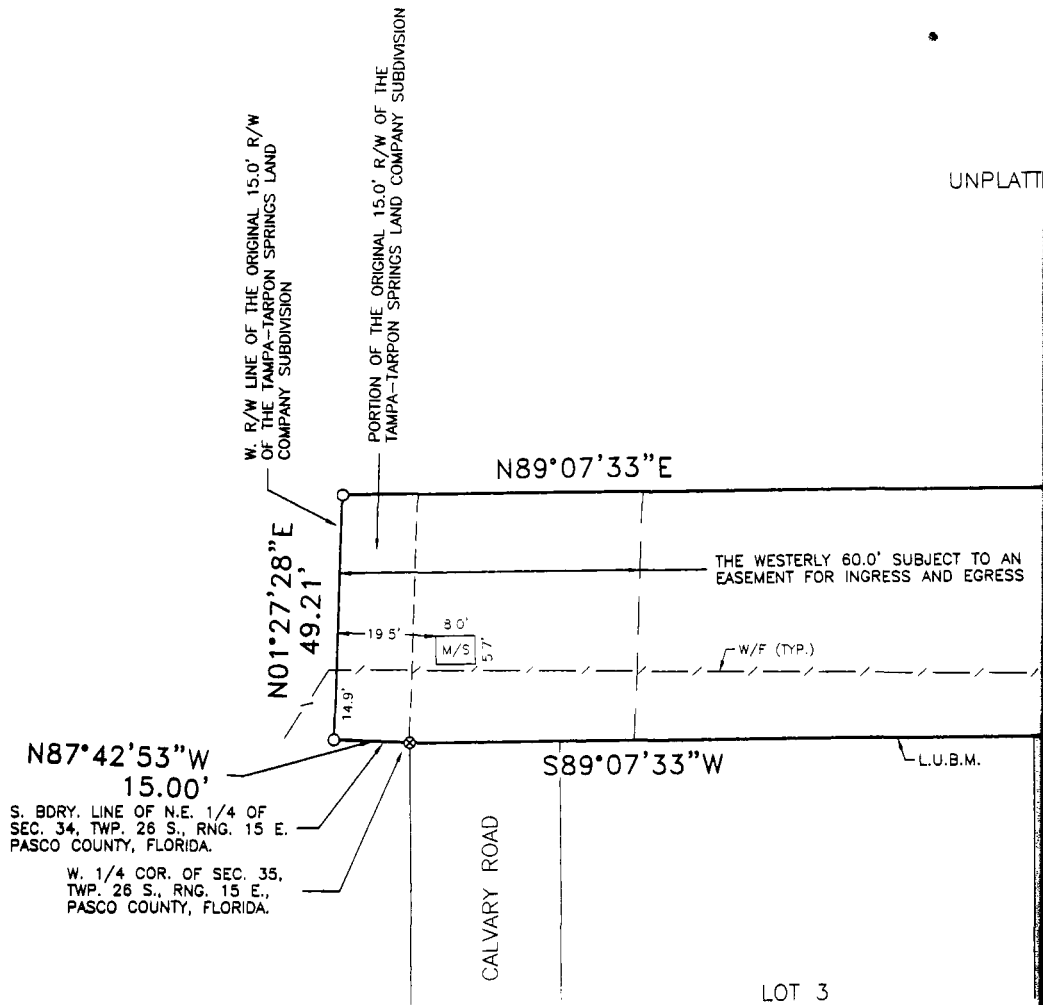 W. R/W LINE OF THE ORIGINAL 15.0' R/W
OF THE TAMPA-TARPON SPRINGS LAND
COMPANY SUBDIVISION
PORTION OF THE ORIGINAL 15.0' R/W OF THE
TAMPA-TARPON SPRINGS LAND COMPANY SUBDIVISION
UNPLATT
N89°07'33"E
N01°27'28"E
49.21'
THE WESTERLY 60.0' SUBJECT TO AN
EASEMENT FOR INGRESS AND EGRESS
19.5'
8.0'
M/S
5.7'
W/F (TYP.)
14.9'
N87°42'53"W
15.00'
S89°07'33"W
L.U.B.M.
S. BDRY. LINE OF N.E. 1/4 OF
SEC. 34, TWP. 26 S., RNG. 15 E.
PASCO COUNTY, FLORIDA.
W. 1/4 COR. OF SEC. 35,
TWP. 26 S., RNG. 15 E.,
PASCO COUNTY, FLORIDA.
CALVARY ROAD
LOT 3